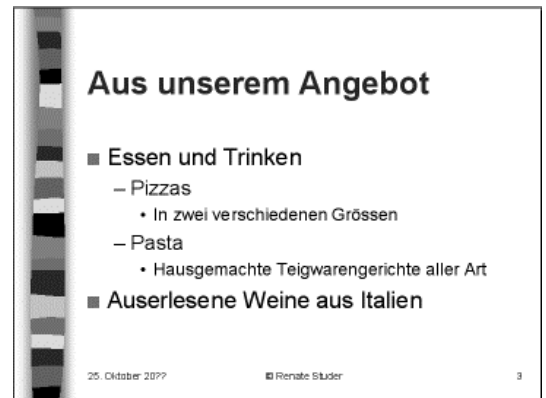 Aus unserem Angebot
■ Essen und Trinken
– Pizzas
• In zwei verschiedenen Grössen
– Pasta
• Hausgemachte Teigwarengerichte aller Art
■ Auserlesene Weine aus Italien
25. Oktober 20?? © Renate Studer 3